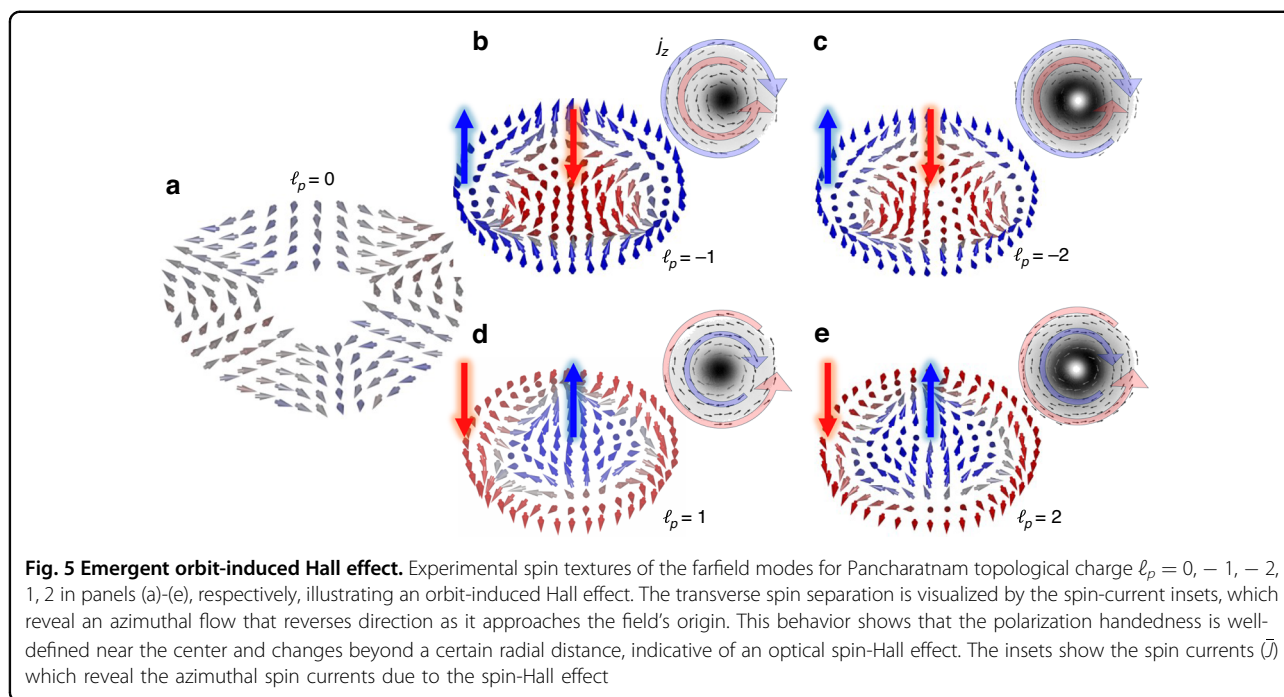 b
j_z
c
a
ℓ_p = 0
ℓ_p = –1
ℓ_p = –2
d
e
ℓ_p = 1
ℓ_p = 2
Fig. 5 Emergent orbit-induced Hall effect. Experimental spin textures of the farfield modes for Pancharatnam topological charge ℓ_p = 0, − 1, − 2,
1, 2 in panels (a)-(e), respectively, illustrating an orbit-induced Hall effect. The transverse spin separation is visualized by the spin-current insets, which
reveal an azimuthal flow that reverses direction as it approaches the field's origin. This behavior shows that the polarization handedness is well-
defined near the center and changes beyond a certain radial distance, indicative of an optical spin-Hall effect. The insets show the spin currents (J̄)
which reveal the azimuthal spin currents due to the spin-Hall effect